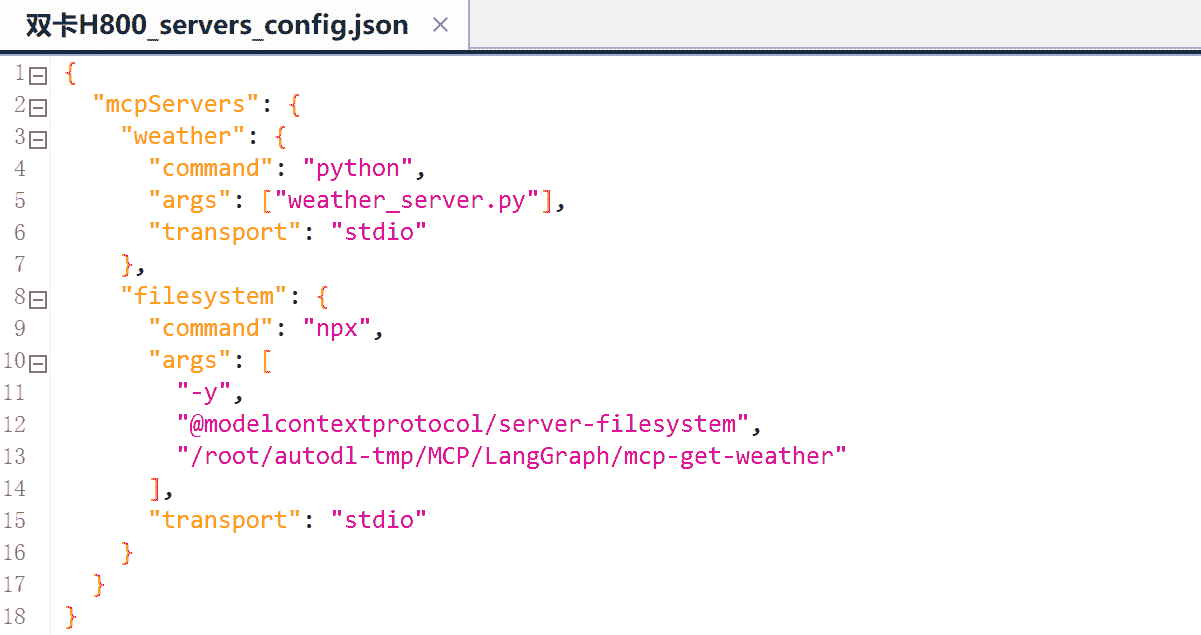 双卡H800_servers_config.json ×
1 {
2 "mcpServers": {
3 "weather": {
4 "command": "python",
5 "args": ["weather_server.py"],
6 "transport": "stdio"
7 },
8 "filesystem": {
9 "command": "npx",
10 "args": [
11 "-y",
12 "@modelcontextprotocol/server-filesystem",
13 "/root/autodl-tmp/MCP/LangGraph/mcp-get-weather"
14 ],
15 "transport": "stdio"
16 }
17 }
18 }